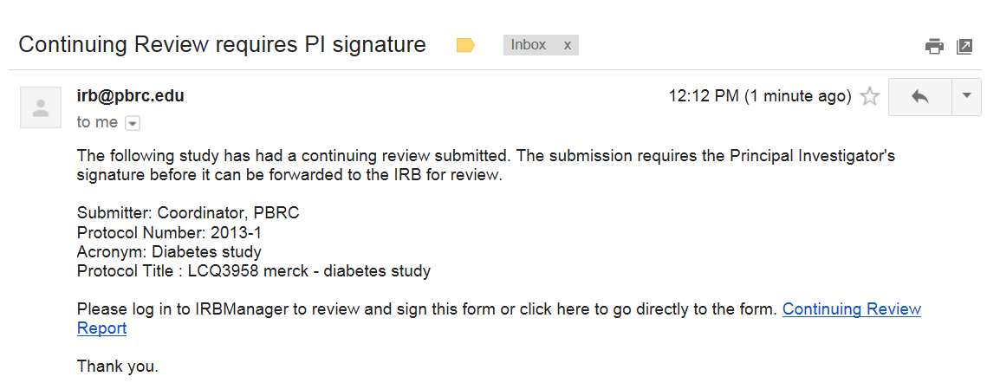 Continuing Review requires PI signature
Inbox x
irb@pbrc.edu
12:12 PM (1 minute ago)
to me
The following study has had a continuing review submitted. The submission requires the Principal Investigator's
signature before it can be forwarded to the IRB for review.
Submitter: Coordinator, PBRC
Protocol Number: 2013-1
Acronym: Diabetes study
Protocol Title : LCQ3958 merck - diabetes study
Please log in to IRBManager to review and sign this form or click here to go directly to the form. Continuing Review
Report
Thank you.